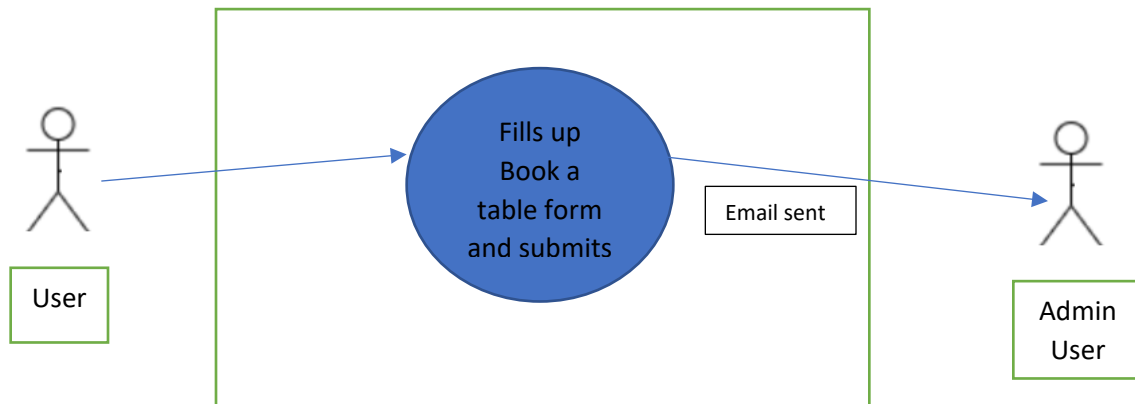 Fills up
Book a
table form
and submits
Email sent
User
Admin
User